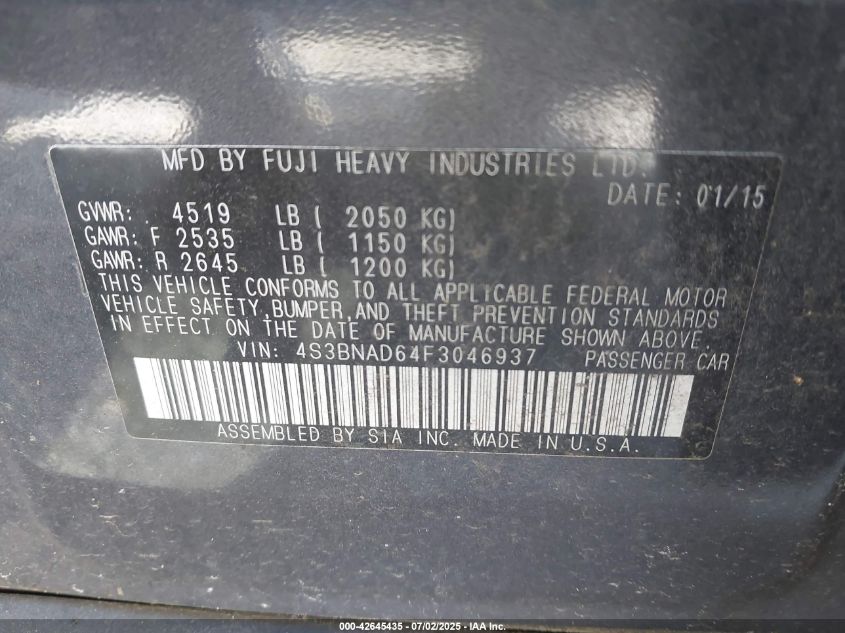 MFD BY FUJI HEAVY INDUSTRIES LTD.
DATE: 01/15
GVWR: 4519 LB ( 2050 KG)
GAWR: F 2535 LB ( 1150 KG)
GAWR: R 2645 LB ( 1200 KG)
THIS VEHICLE CONFORMS TO ALL APPLICABLE FEDERAL MOTOR
VEHICLE SAFETY,BUMPER,AND THEFT PREVENTION STANDARDS
IN EFFECT ON THE DATE OF MANUFACTURE SHOWN ABOVE.
VIN: 4S3BNAD64F3046937 PASSENGER CAR
ASSEMBLED BY SIA INC. MADE IN U.S.A.
000-42645435 - 07/02/2025 - IAA Inc.